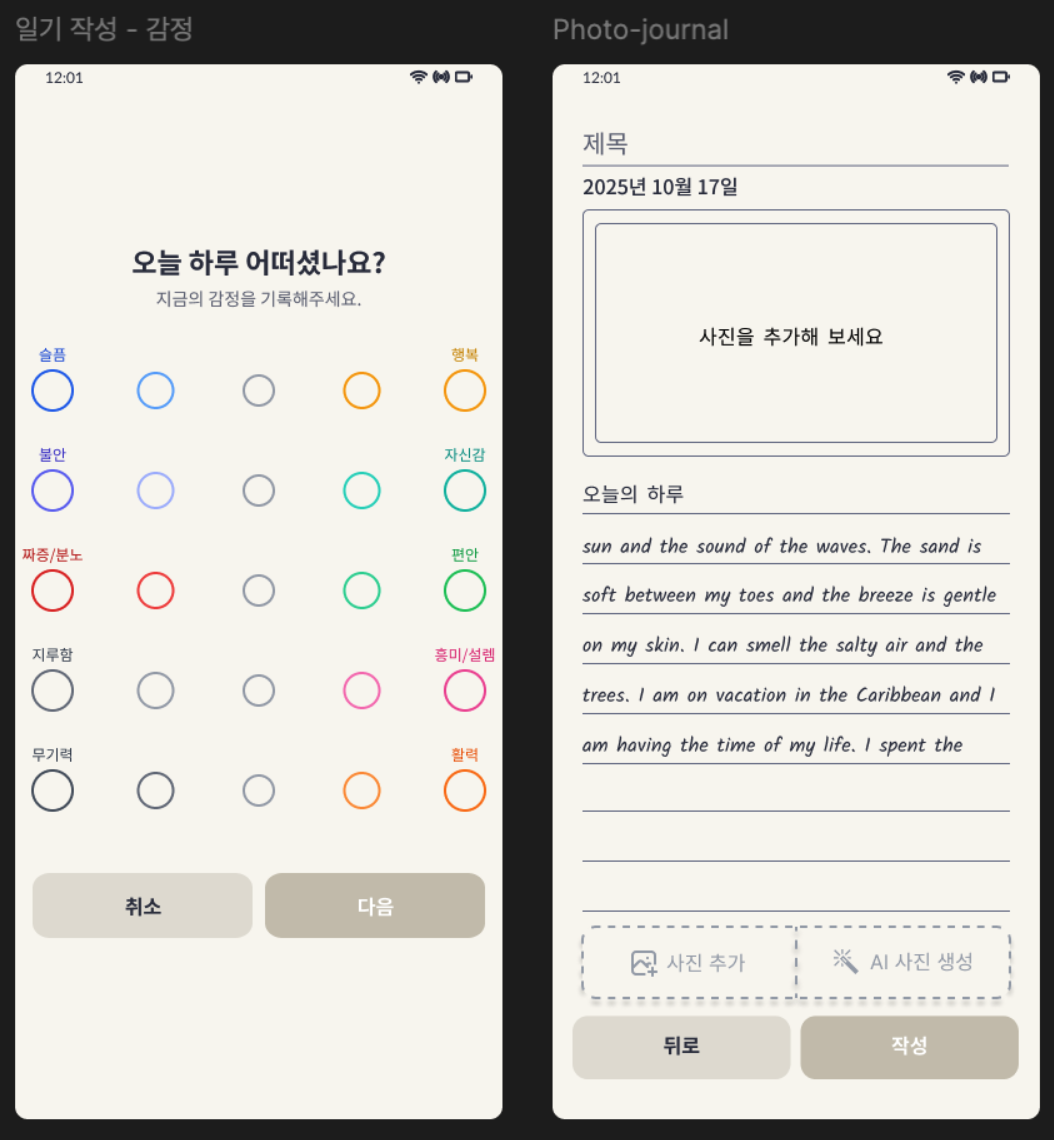 일기 작성 - 감정
12:01
오늘 하루 어떠셨나요?
지금의 감정을 기록해주세요.
슬픔 행복
불안 자신감
짜증/분노 편안
지루함 흥미/설렘
무기력 활력
취소 다음
Photo-journal
12:01
제목
2025년 10월 17일
사진을 추가해 보세요
오늘의 하루
sun and the sound of the waves. The sand is
soft between my toes and the breeze is gentle
on my skin. I can smell the salty air and the
trees. I am on vacation in the Caribbean and I
am having the time of my life. I spent the
사진 추가 AI 사진 생성
뒤로 작성